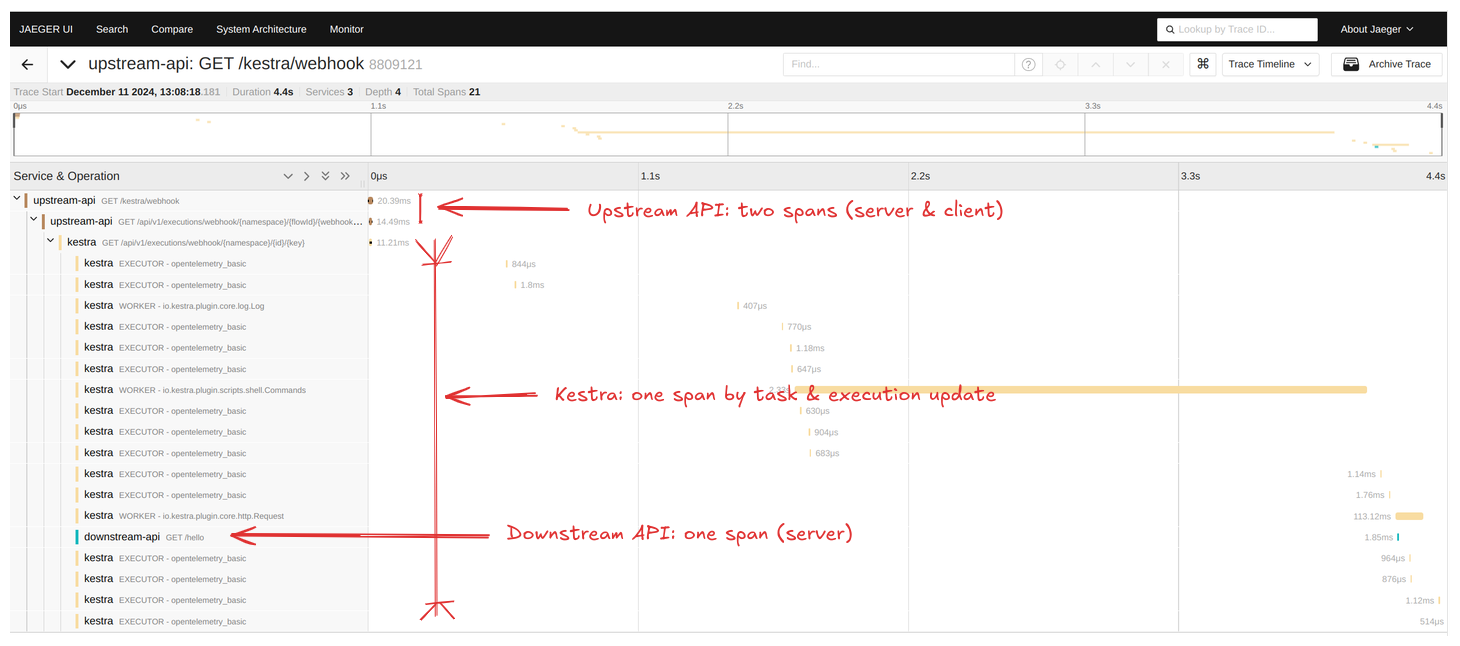 JAEGER UI Search Compare System Architecture Monitor Lookup by Trace ID... About Jaeger
upstream-api: GET /kestra/webhook 8809121 Find... Trace Timeline Archive Trace
Trace Start December 11 2024, 13:08:18.181 Duration 4.4s Services 3 Depth 4 Total Spans 21
0μs 1.1s 2.2s 3.3s 4.4s
Service & Operation 0μs 1.1s 2.2s 3.3s 4.4s
upstream-api GET /kestra/webhook 20.39ms
Upstream API: two spans (server & client)
upstream-api GET /api/v1/executions/webhook/{namespace}/{flowId}/{webhook... 14.49ms
kestra GET /api/v1/executions/webhook/{namespace}/{id}/{key} 11.21ms
kestra EXECUTOR - opentelemetry_basic 844μs
kestra EXECUTOR - opentelemetry_basic 1.8ms
kestra WORKER - io.kestra.plugin.core.log.Log 407μs
kestra EXECUTOR - opentelemetry_basic 770μs
kestra EXECUTOR - opentelemetry_basic 1.18ms
kestra EXECUTOR - opentelemetry_basic 647μs
kestra WORKER - io.kestra.plugin.scripts.shell.Commands 2.33s
Kestra: one span by task & execution update
kestra EXECUTOR - opentelemetry_basic 630μs
kestra EXECUTOR - opentelemetry_basic 904μs
kestra EXECUTOR - opentelemetry_basic 683μs
kestra EXECUTOR - opentelemetry_basic 1.14ms
kestra EXECUTOR - opentelemetry_basic 1.76ms
kestra WORKER - io.kestra.plugin.core.http.Request 113.12ms
downstream-api GET /hello 1.85ms
Downstream API: one span (server)
kestra EXECUTOR - opentelemetry_basic 964μs
kestra EXECUTOR - opentelemetry_basic 876μs
kestra EXECUTOR - opentelemetry_basic 1.12ms
kestra EXECUTOR - opentelemetry_basic 514μs